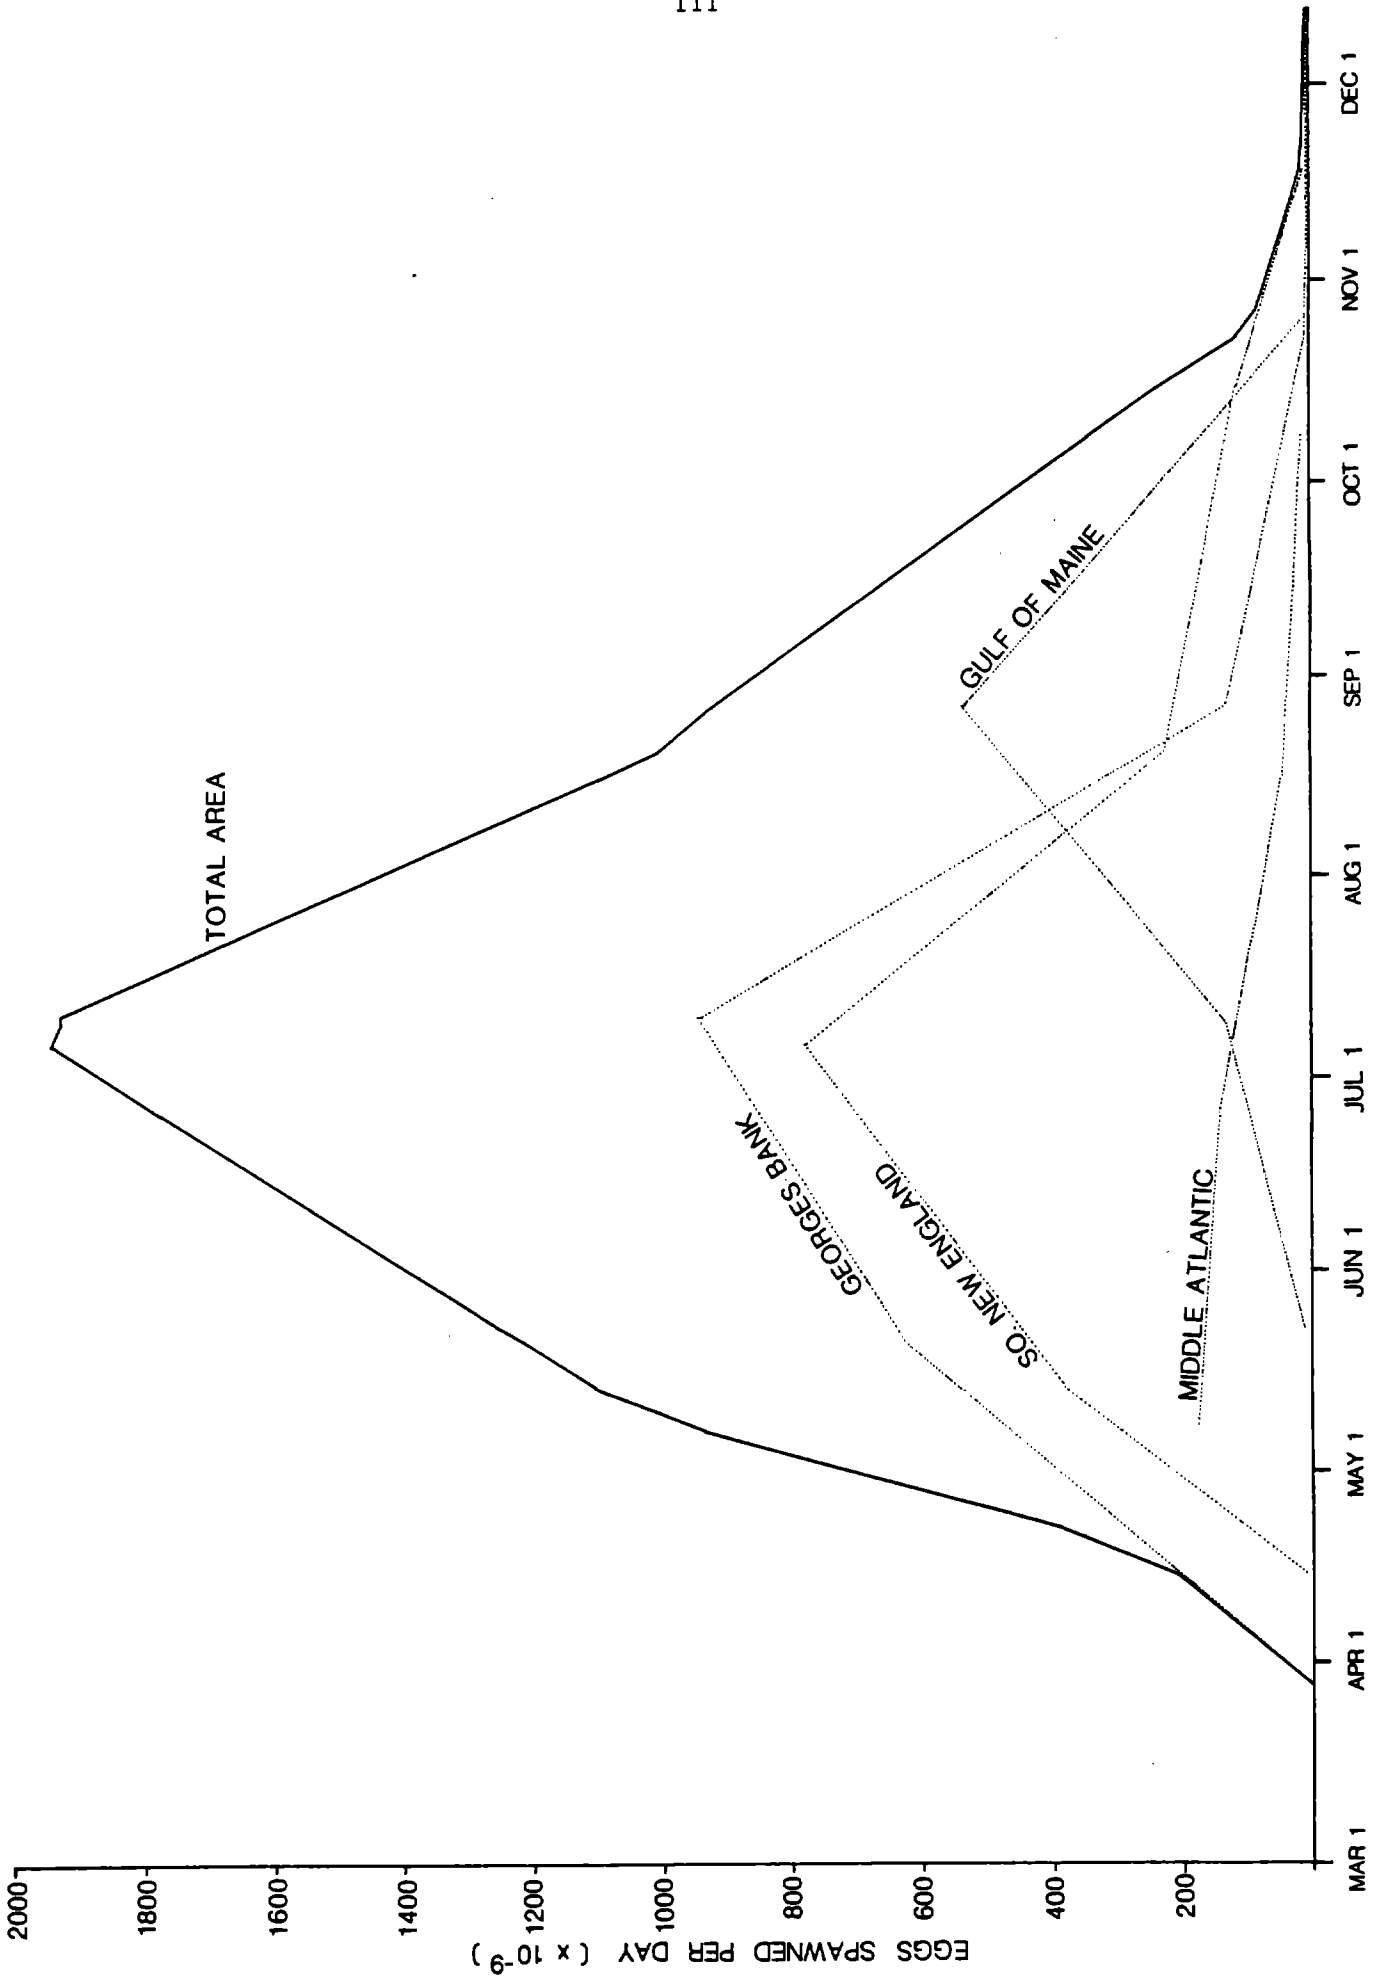 III
TOTAL AREA
GULF OF MAINE
GEORGES BANK
SO. NEW ENGLAND
MIDDLE ATLANTIC
EGGS SPAWNED PER DAY ( x 10-9 )
2000
1800
1600
1400
1200
1000
800
600
400
200
MAR 1
APR 1
MAY 1
JUN 1
JUL 1
AUG 1
SEP 1
OCT 1
NOV 1
DEC 1